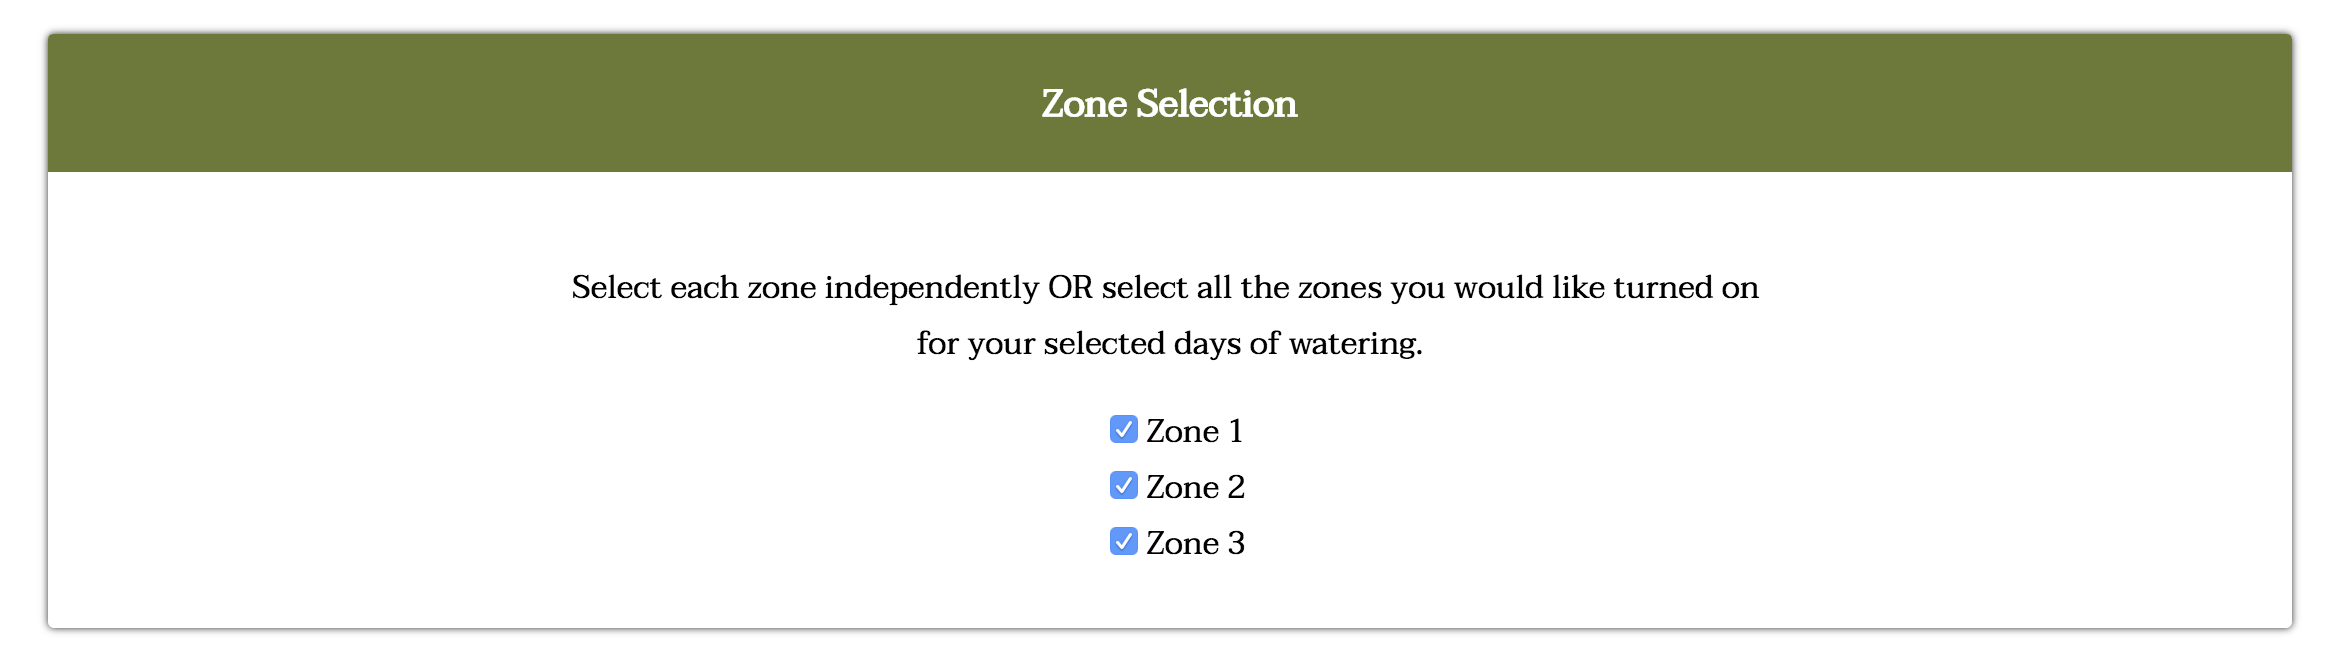 Zone Selection
Select each zone independently OR select all the zones you would like turned on
for your selected days of watering.
Zone 1
Zone 2
Zone 3